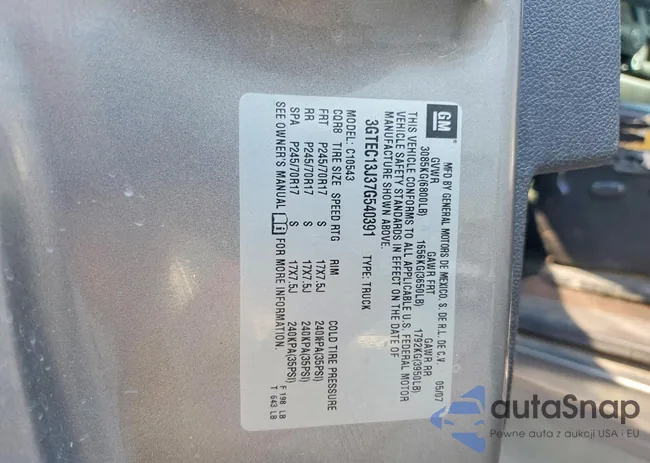 GM
MFD BY GENERAL MOTORS DE MEXICO, S. DE R.L. DE C.V. 05/07
GVWR GAWR FRT GAWR RR
3085KG(6800LB) 1656KG(3650LB) 1792KG(3950LB)
THIS VEHICLE CONFORMS TO ALL APPLICABLE U.S. FEDERAL MOTOR
VEHICLE SAFETY STANDARDS IN EFFECT ON THE DATE OF
MANUFACTURE SHOWN ABOVE.
3GTEC13J37G540391 TYPE: TRUCK
MODEL: C10543
CORB TIRE SIZE SPEED RTG RIM COLD TIRE PRESSURE
FRT P245/70R17 S 17X7.5J 240KPA(35PSI)
RR P245/70R17 S 17X7.5J 240KPA(35PSI)
SPA P245/70R17 S 17X7.5J 240KPA(35PSI)
SEE OWNER'S MANUAL i FOR MORE INFORMATION.
F 198 LB
T 643 LB
autaSnap
Pewne auta z aukcji USA i EU